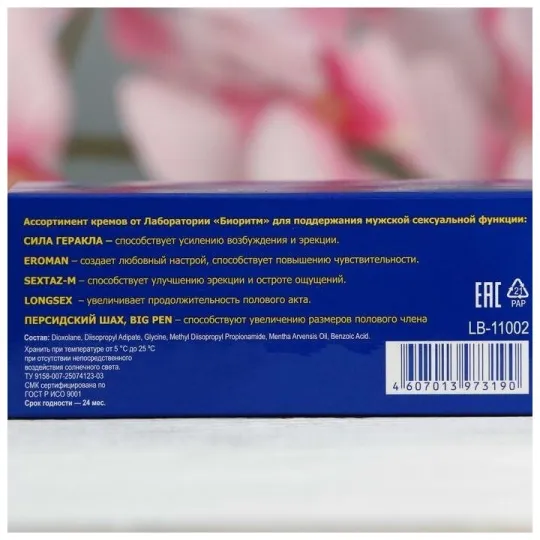 Ассортимент кремов от Лаборатории «Биоритм» для поддержания мужской сексуальной функции:
СИЛА ГЕРАКЛА – способствует усилению возбуждения и эрекции.
EROMAN – создает любовный настрой, способствует повышению чувствительности.
SEXTAZ-M – способствует улучшению эрекции и остроте ощущений.
LONGSEX – увеличивает продолжительность полового акта.
ПЕРСИДСКИЙ ШАХ, BIG PEN – способствуют увеличению размеров полового члена
Состав: Dioxolane, Diisopropyl Adipate, Glycine, Methyl Diisopropyl Propionamide, Mentha Arvensis Oil, Benzoic Acid.
Хранить при температуре от 5 °C до 25 °C
при отсутствии непосредственного
воздействия солнечного света.
ТУ 9158-007-25074123-03
СМК сертифицирована по
ГОСТ Р ИСО 9001
Срок годности – 24 мес.
EAC
21
PAP
LB-11002
4 607013 973190